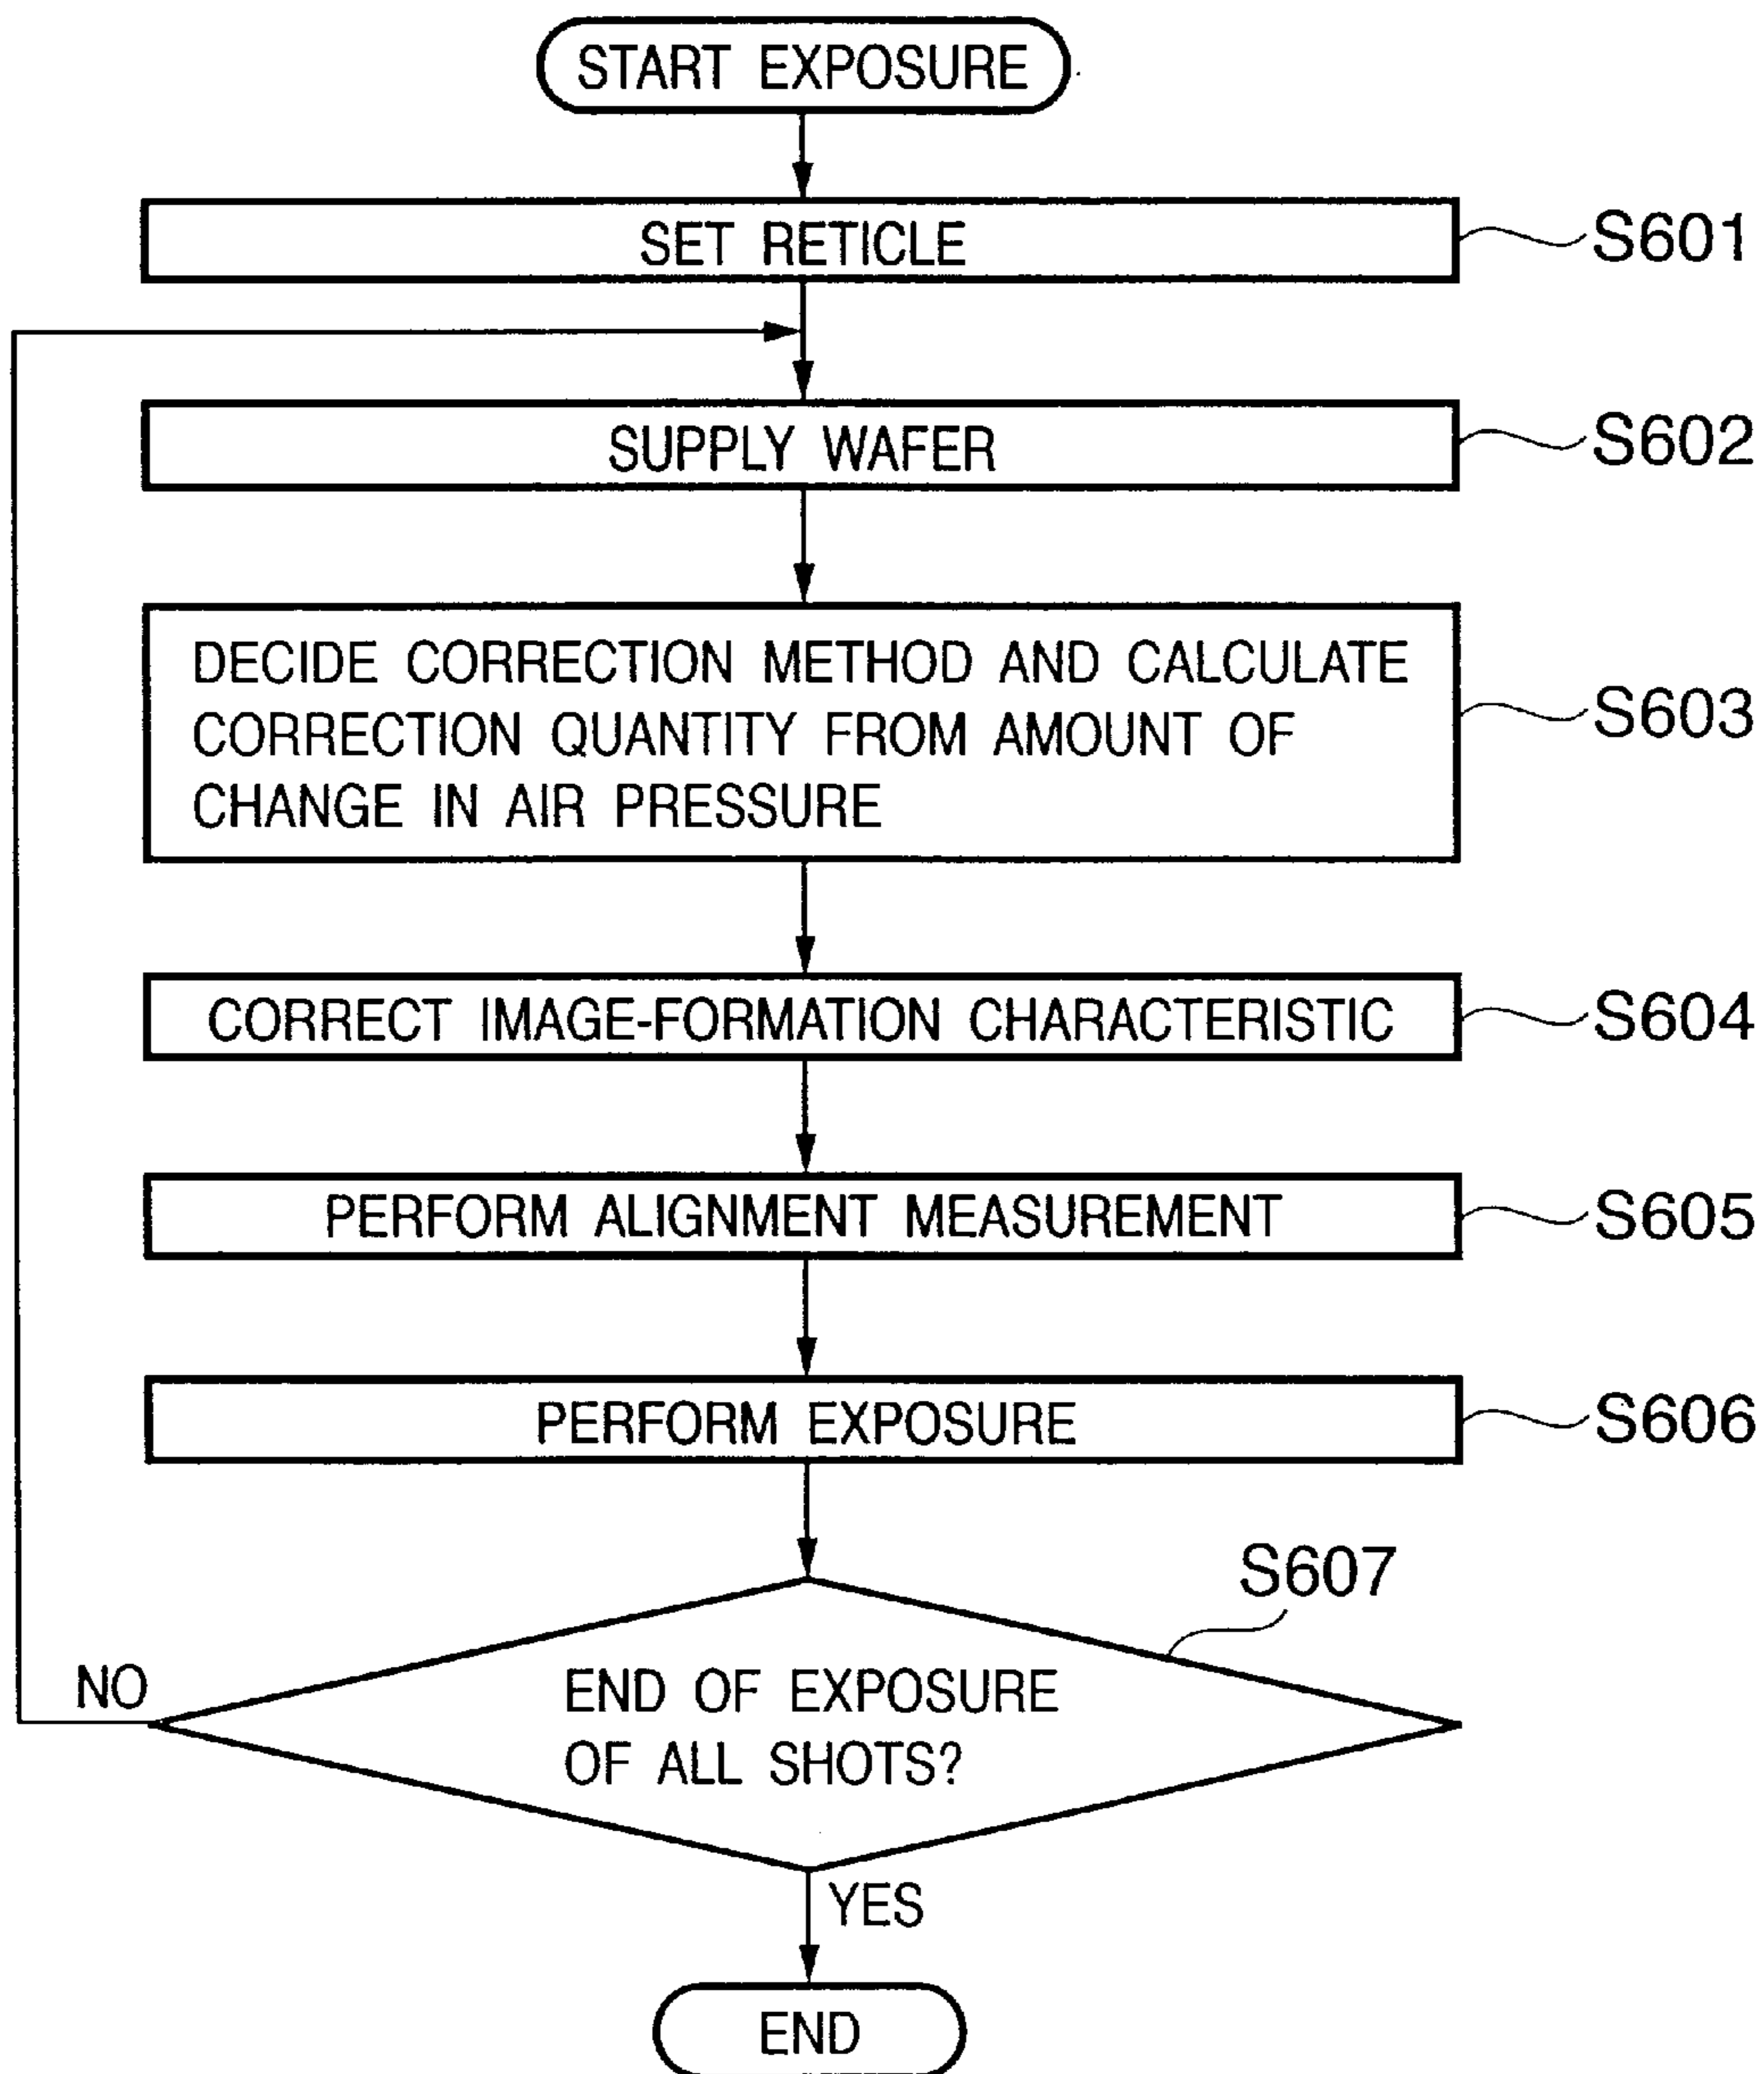 START EXPOSURE
SET RETICLE
S601
SUPPLY WAFER
S602
DECIDE CORRECTION METHOD AND CALCULATE
CORRECTION QUANTITY FROM AMOUNT OF
CHANGE IN AIR PRESSURE
S603
CORRECT IMAGE-FORMATION CHARACTERISTIC
S604
PERFORM ALIGNMENT MEASUREMENT
S605
PERFORM EXPOSURE
S606
S607
NO
END OF EXPOSURE
OF ALL SHOTS?
YES
END